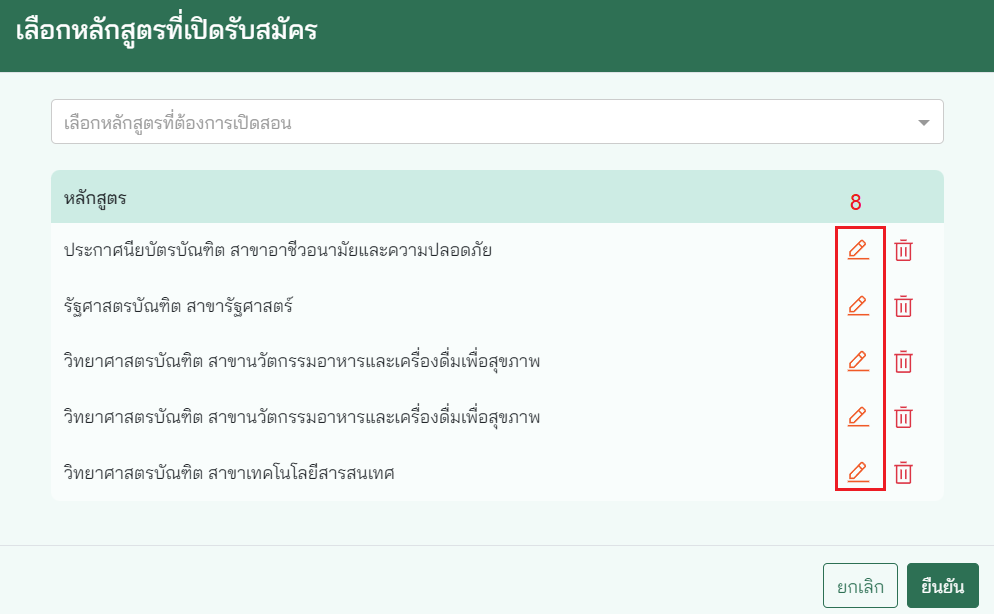 เลือกหลักสูตรที่เปิดรับสมัคร
เลือกหลักสูตรที่ต้องการเปิดสอน
หลักสูตร
8
ประกาศนียบัตรบัณฑิต สาขาอาชีวอนามัยและความปลอดภัย
รัฐศาสตรบัณฑิต สาขารัฐศาสตร์
วิทยาศาสตรบัณฑิต สาขานวัตกรรมอาหารและเครื่องดื่มเพื่อสุขภาพ
วิทยาศาสตรบัณฑิต สาขานวัตกรรมอาหารและเครื่องดื่มเพื่อสุขภาพ
วิทยาศาสตรบัณฑิต สาขาเทคโนโลยีสารสนเทศ
ยกเลิก
ยืนยัน